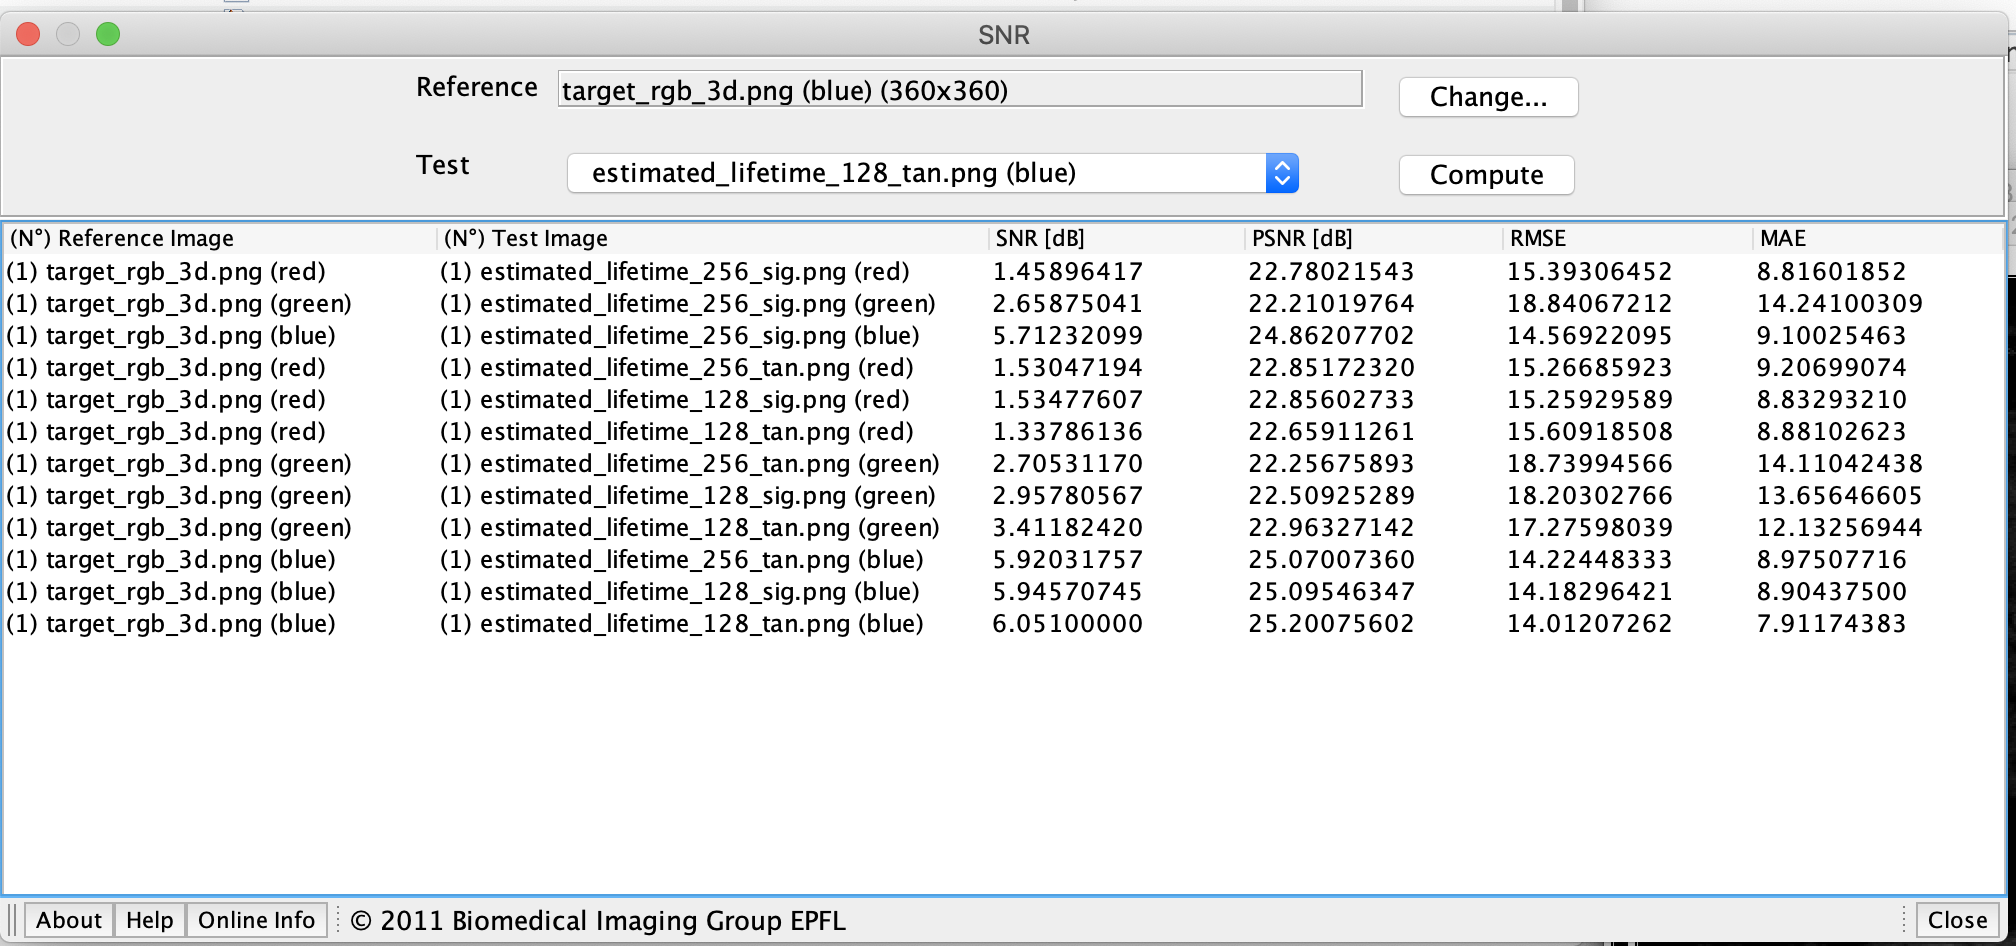 SNR
Reference target_rgb_3d.png (blue) (360x360) Change...
Test estimated_lifetime_128_tan.png (blue) Compute
(N°) Reference Image (N°) Test Image SNR [dB] PSNR [dB] RMSE MAE
(1) target_rgb_3d.png (red) (1) estimated_lifetime_256_sig.png (red) 1.45896417 22.78021543 15.39306452 8.81601852
(1) target_rgb_3d.png (green) (1) estimated_lifetime_256_sig.png (green) 2.65875041 22.21019764 18.84067212 14.24100309
(1) target_rgb_3d.png (blue) (1) estimated_lifetime_256_sig.png (blue) 5.71232099 24.86207702 14.56922095 9.10025463
(1) target_rgb_3d.png (red) (1) estimated_lifetime_256_tan.png (red) 1.53047194 22.85172320 15.26685923 9.20699074
(1) target_rgb_3d.png (red) (1) estimated_lifetime_128_sig.png (red) 1.53477607 22.85602733 15.25929589 8.83293210
(1) target_rgb_3d.png (red) (1) estimated_lifetime_128_tan.png (red) 1.33786136 22.65911261 15.60918508 8.88102623
(1) target_rgb_3d.png (green) (1) estimated_lifetime_256_tan.png (green) 2.70531170 22.25675893 18.73994566 14.11042438
(1) target_rgb_3d.png (green) (1) estimated_lifetime_128_sig.png (green) 2.95780567 22.50925289 18.20302766 13.65646605
(1) target_rgb_3d.png (green) (1) estimated_lifetime_128_tan.png (green) 3.41182420 22.96327142 17.27598039 12.13256944
(1) target_rgb_3d.png (blue) (1) estimated_lifetime_256_tan.png (blue) 5.92031757 25.07007360 14.22448333 8.97507716
(1) target_rgb_3d.png (blue) (1) estimated_lifetime_128_sig.png (blue) 5.94570745 25.09546347 14.18296421 8.90437500
(1) target_rgb_3d.png (blue) (1) estimated_lifetime_128_tan.png (blue) 6.05100000 25.20075602 14.01207262 7.91174383
About Help Online Info © 2011 Biomedical Imaging Group EPFL Close